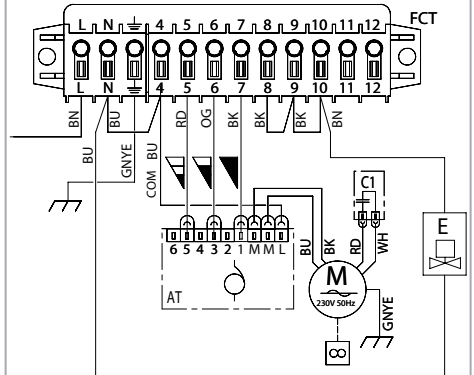 FCT
L N 4 5 6 7 8 9 10 11 12
L N 4 5 6 7 8 9 10 11 12
BN
BU
BU
GNYE
COM BU
RD
OG
BK
BK
BK
BN
C1
E
6 5 4 3 2 1 M M L
AT
BU
BK
RD
WH
M
230V 50Hz
GNYE
8